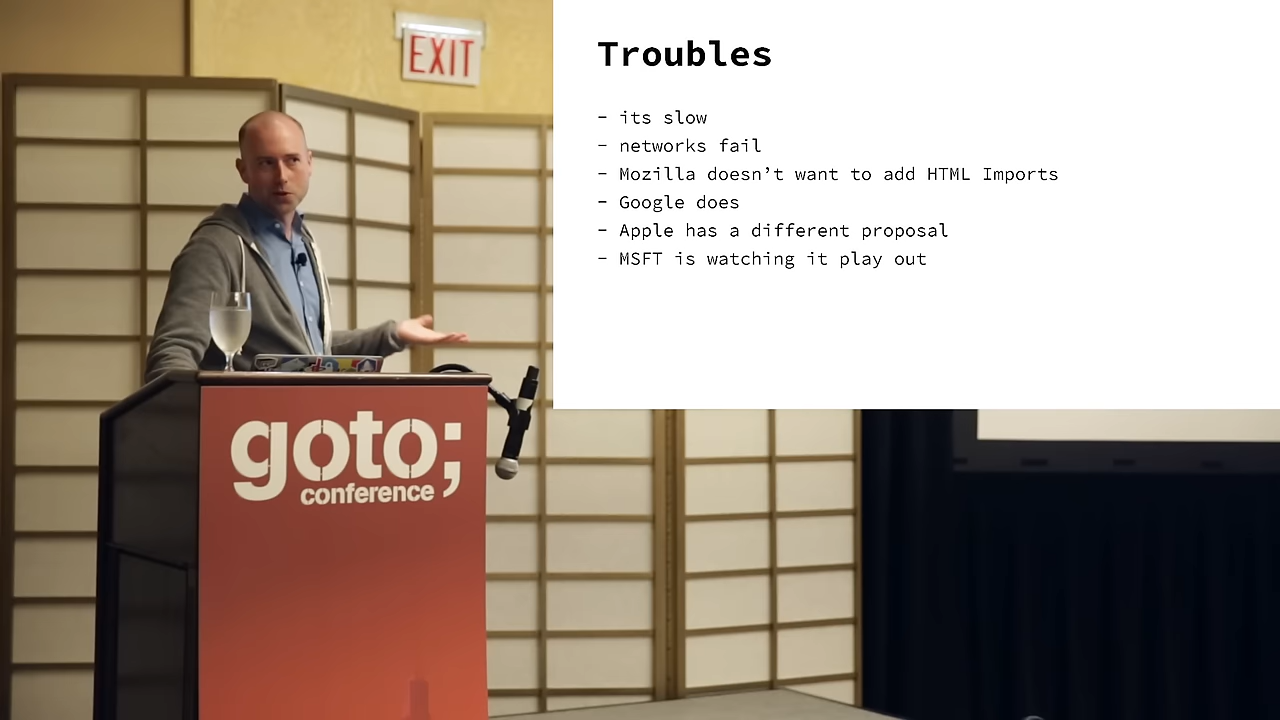 EXIT
Troubles
- its slow
- networks fail
- Mozilla doesn’t want to add HTML Imports
- Google does
- Apple has a different proposal
- MSFT is watching it play out
goto;
conference